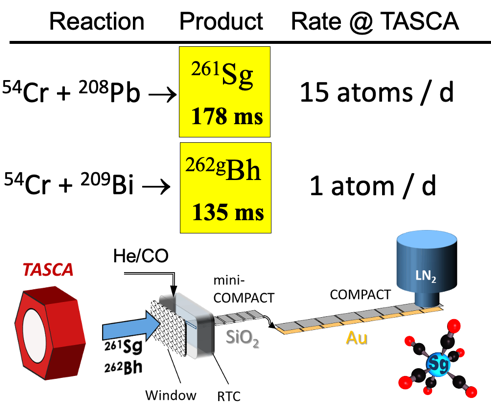 Reaction Product Rate @ TASCA
⁵⁴Cr + ²⁰⁸Pb → ²⁶¹Sg 15 atoms / d
178 ms
⁵⁴Cr + ²⁰⁹Bi → ²⁶²ᵍBh 1 atom / d
135 ms
TASCA
He/CO
mini-
COMPACT
COMPACT
LN₂
SiO₂
Au
²⁶¹Sg
²⁶²Bh
Window
RTC
Sg